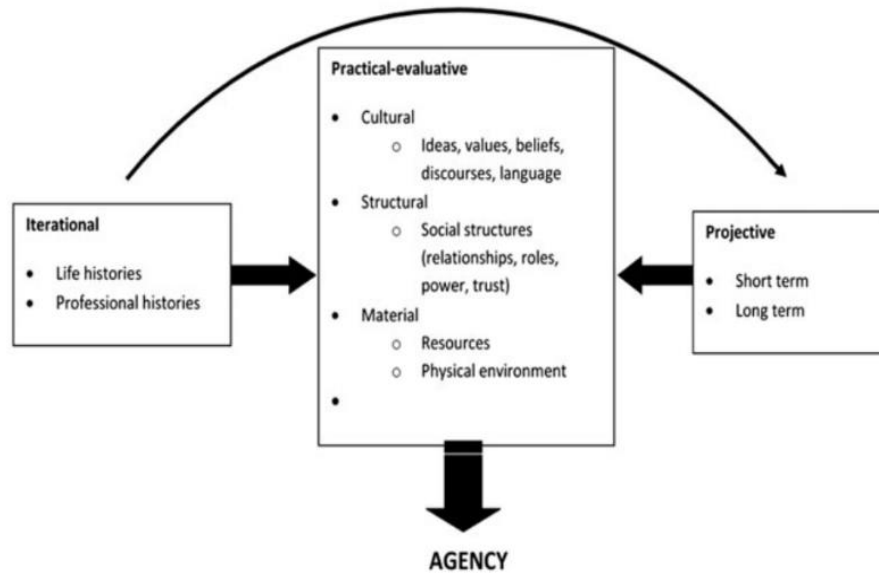 Practical-evaluative
• Cultural
o Ideas, values, beliefs,
discourses, language
• Structural
o Social structures
(relationships, roles,
power, trust)
• Material
o Resources
o Physical environment
•
Iterational
• Life histories
• Professional histories
Projective
• Short term
• Long term
AGENCY